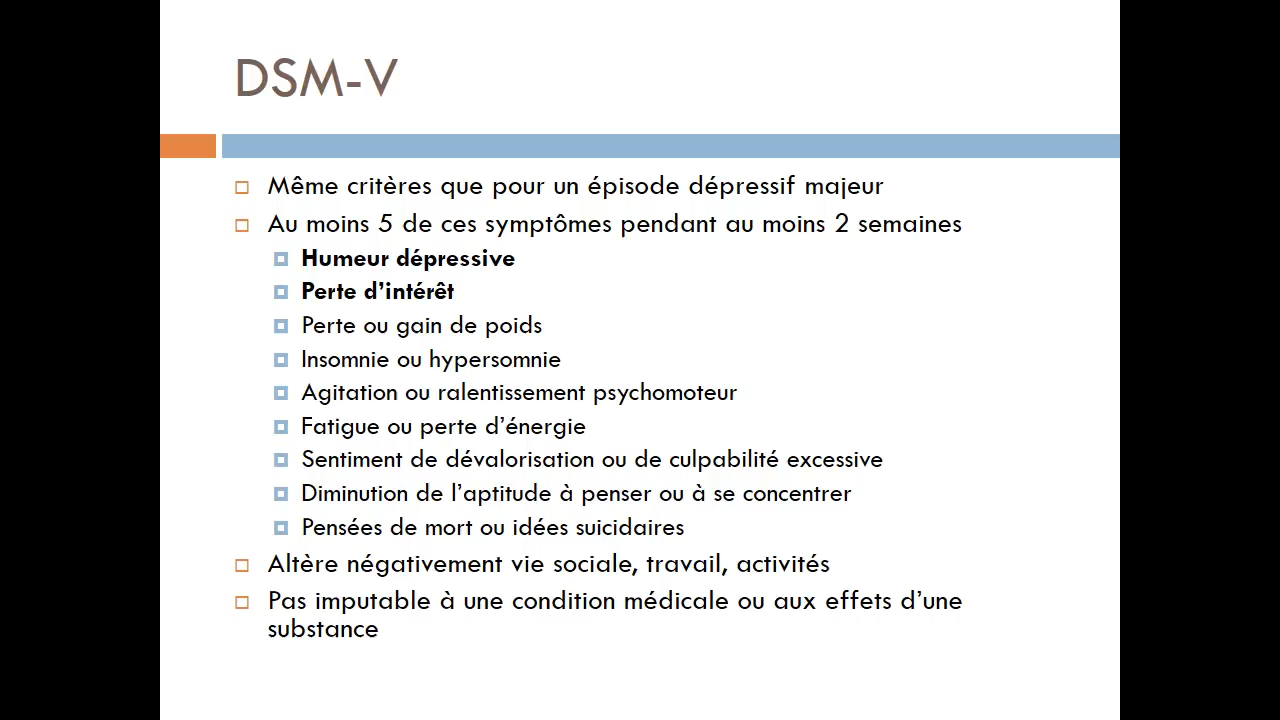 DSM-V
Même critères que pour un épisode dépressif majeur
Au moins 5 de ces symptômes pendant au moins 2 semaines
Humeur dépressive
Perte d’intérêt
Perte ou gain de poids
Insomnie ou hypersomnie
Agitation ou ralentissement psychomoteur
Fatigue ou perte d’énergie
Sentiment de dévalorisation ou de culpabilité excessive
Diminution de l’aptitude à penser ou à se concentrer
Pensées de mort ou idées suicidaires
Altère négativement vie sociale, travail, activités
Pas imputable à une condition médicale ou aux effets d’une
substance